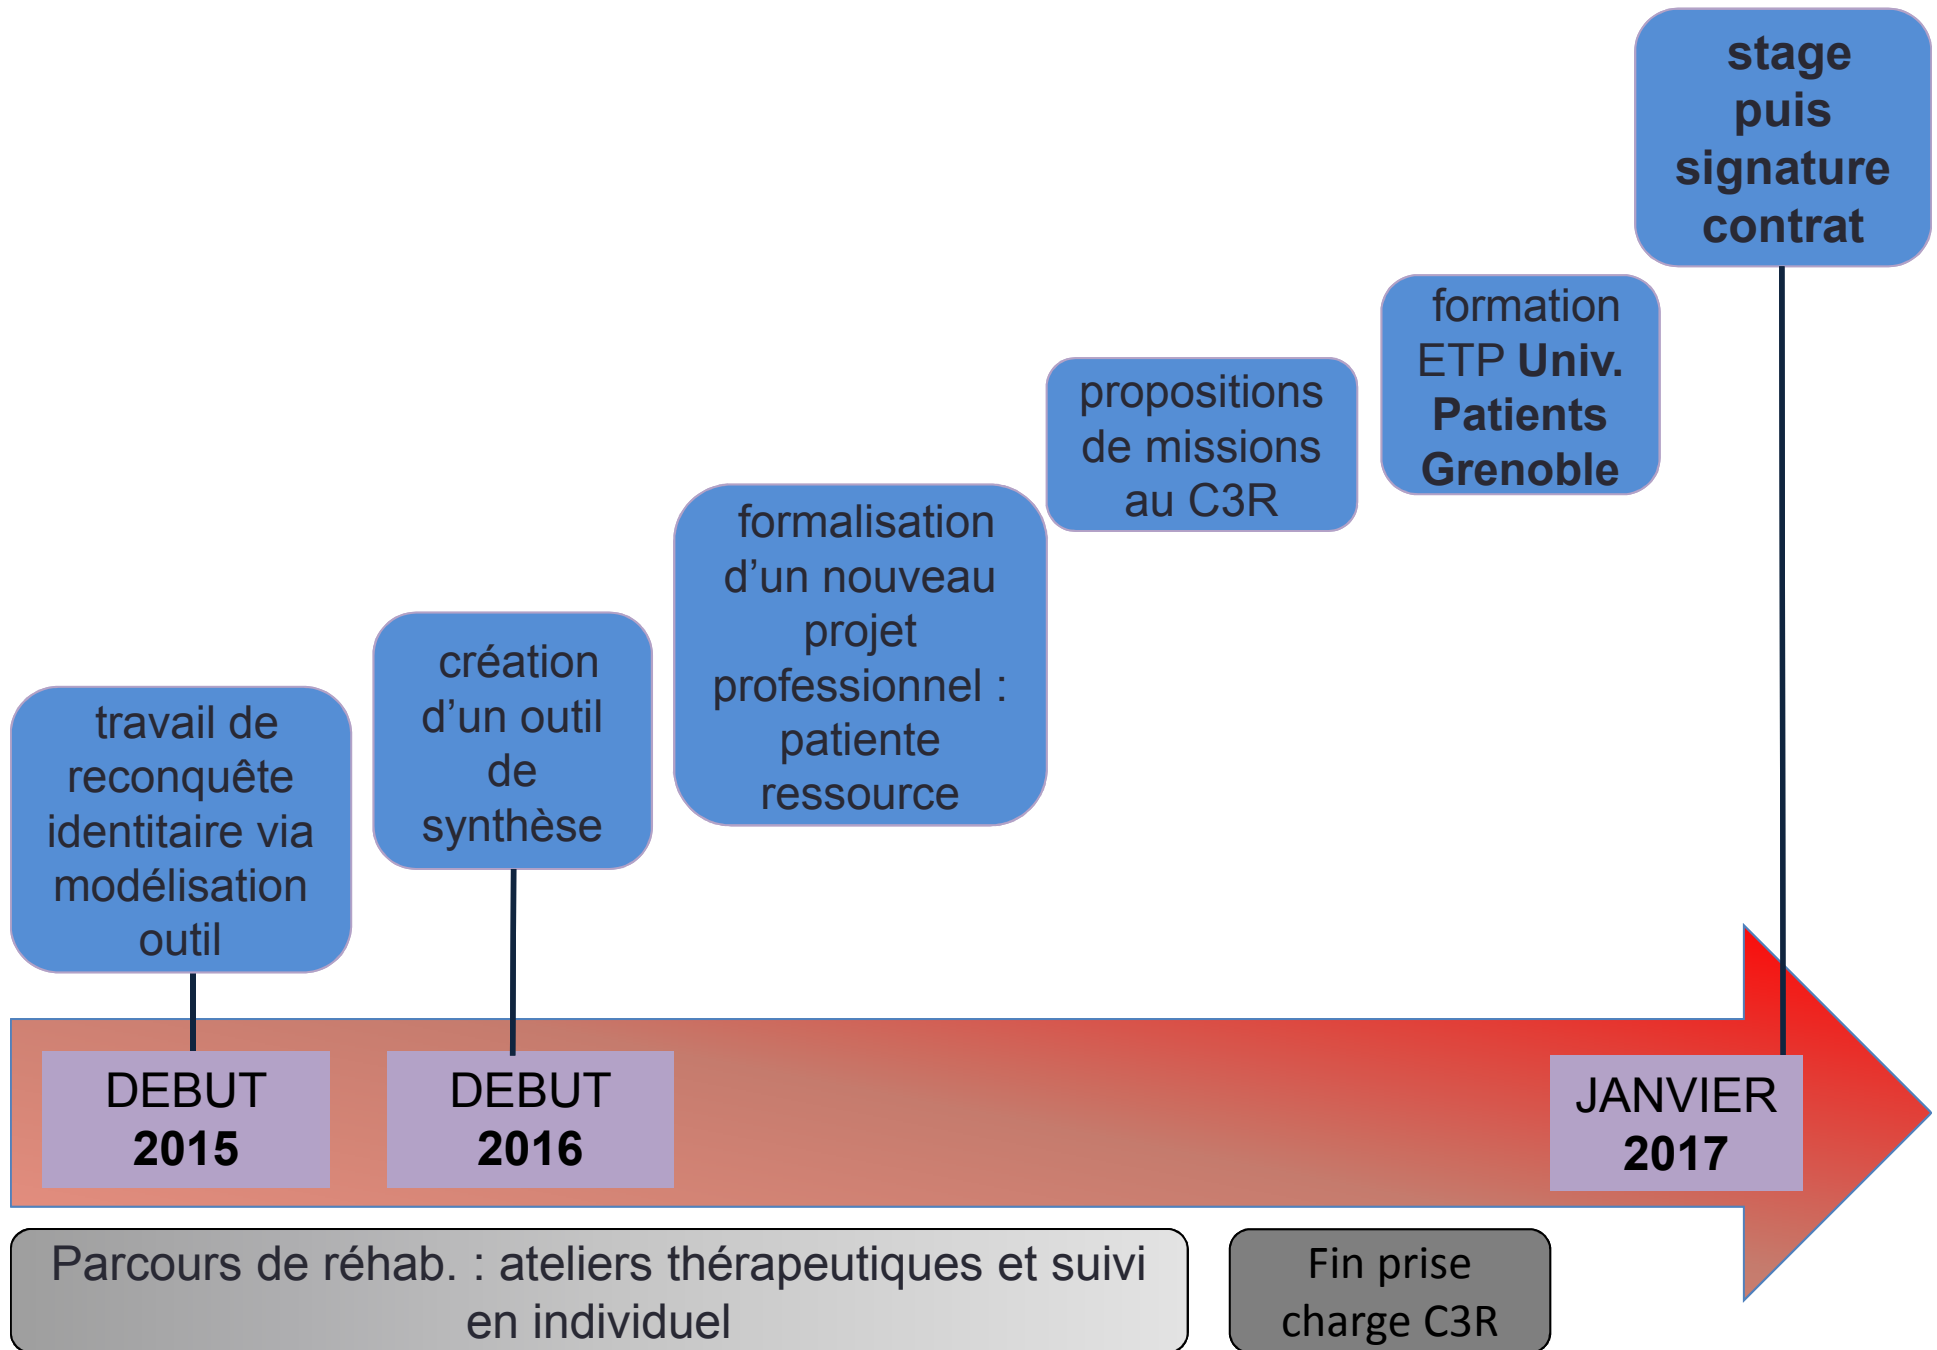 travail de
reconquête
identitaire via
modélisation
outil
création
d’un outil
de
synthèse
formalisation
d’un nouveau
projet
professionnel :
patiente
ressource
propositions
de missions
au C3R
formation
ETP Univ.
Patients
Grenoble
stage
puis
signature
contrat
DEBUT
2015
DEBUT
2016
JANVIER
2017
Parcours de réhab. : ateliers thérapeutiques et suivi
en individuel
Fin prise
charge C3R